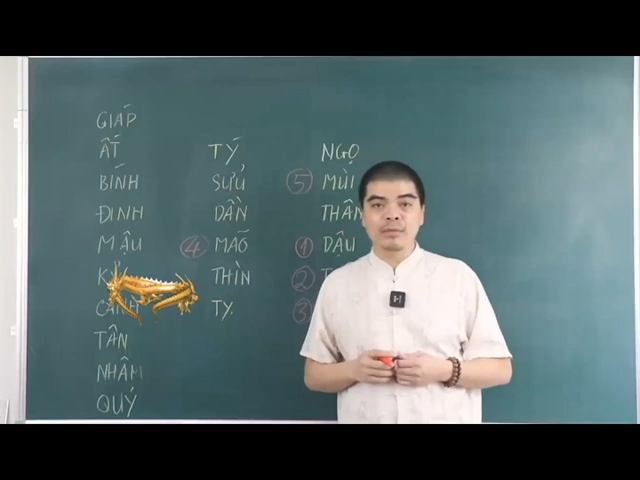 GIÁP
ẤT
BÍNH
ĐINH
MẬU
TÂN
NHÂM
QUÝ
TÝ
SỬU
DẦN
④ MÃO
THÌN
TỴ
NGỌ
⑤ MÙI
THÂN
① DẬU
②
③